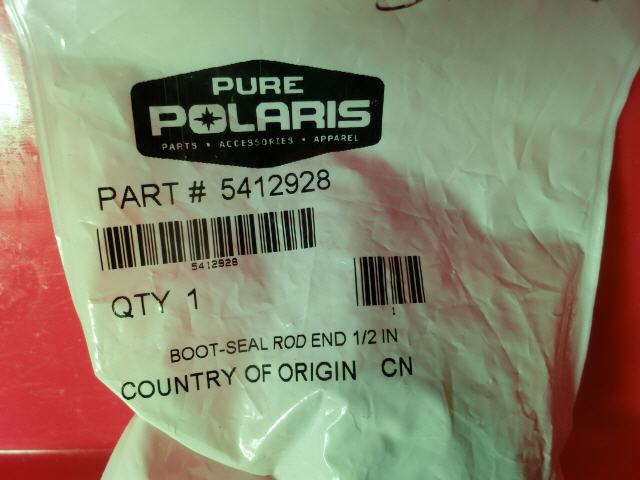 PURE
POLARIS
PARTS • ACCESSORIES • APPAREL
PART # 5412928
5412928
QTY 1
1
BOOT-SEAL ROD END 1/2 IN
COUNTRY OF ORIGIN CN